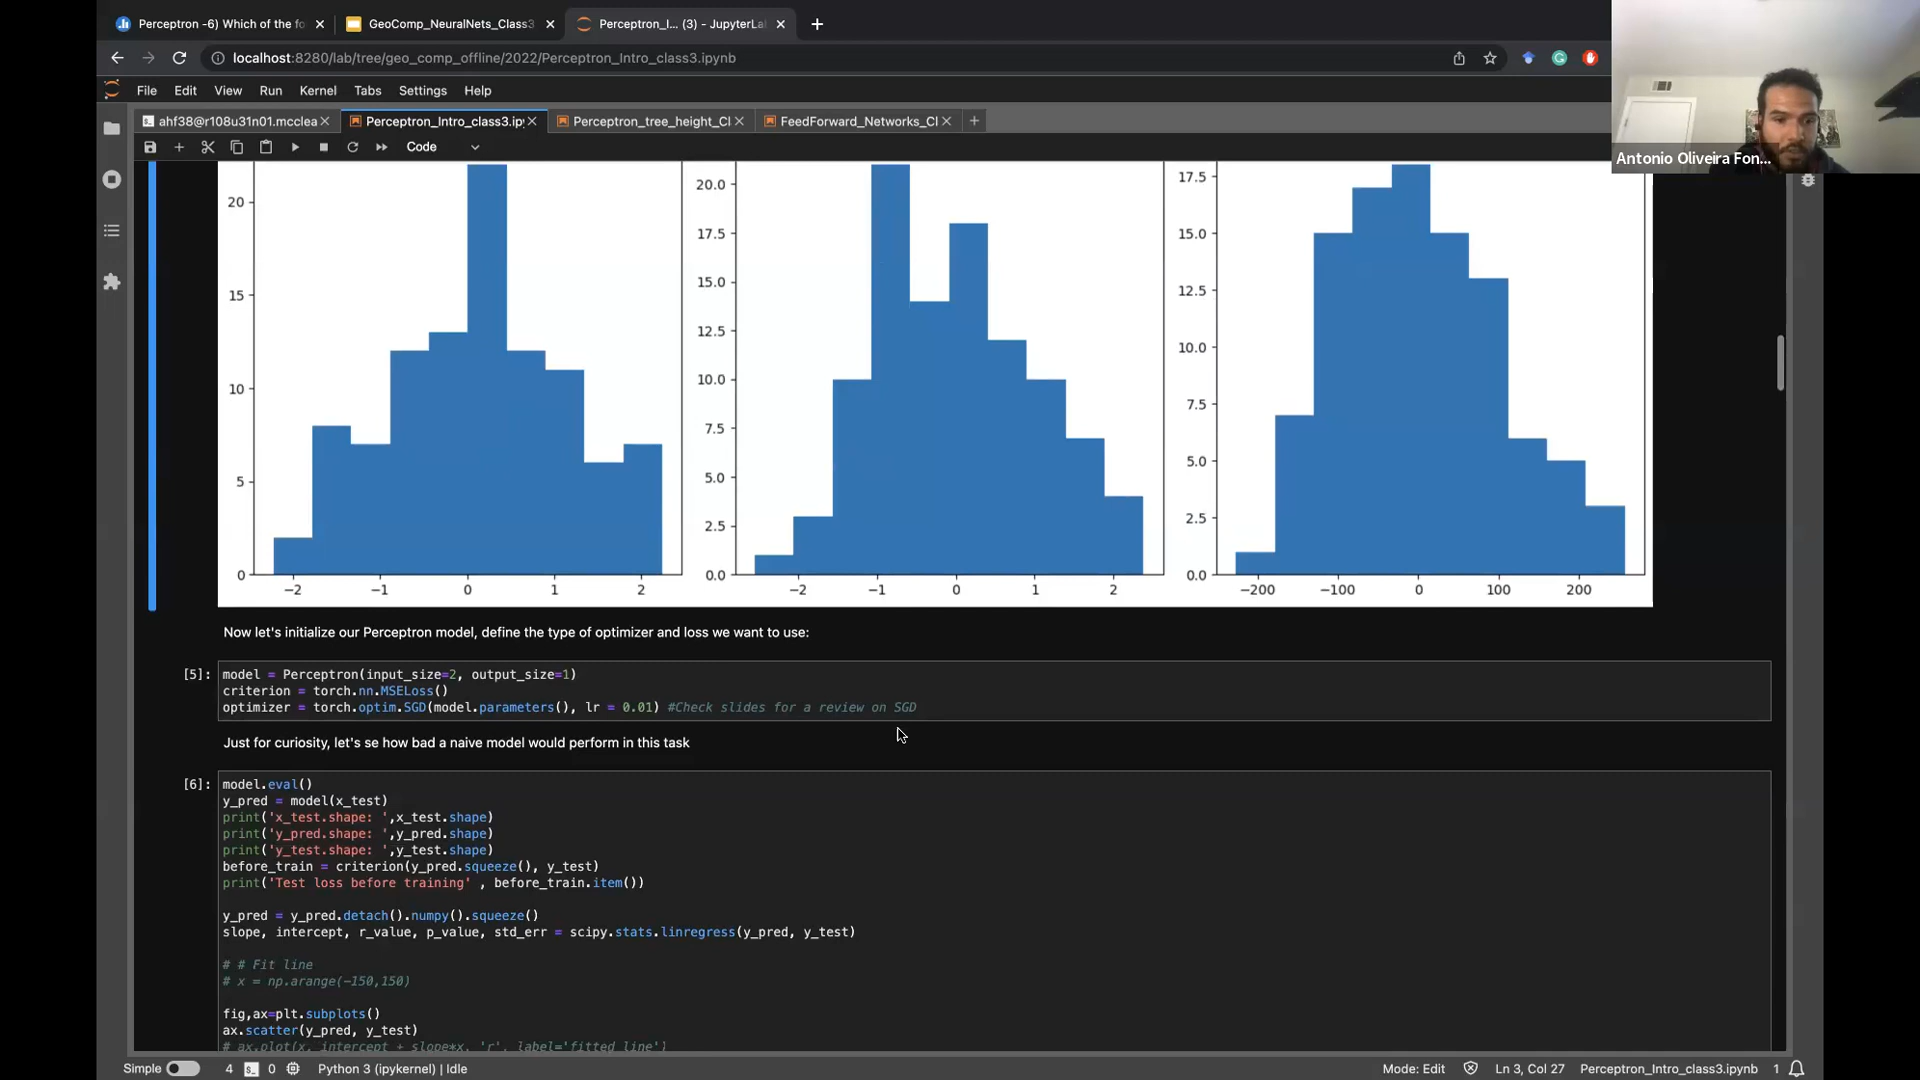 Perceptron -6) Which of the fo
GeoComp_NeuralNets_Class3
Perceptron_I... (3) - JupyterLa
localhost:8280/lab/tree/geo_comp_offline/2022/Perceptron_Intro_class3.ipynb
File Edit View Run Kernel Tabs Settings Help
ahf38@r108u31n01.mcclea
Perceptron_Intro_class3.ipy
Perceptron_tree_height_Cl
FeedForward_Networks_Cl
Code
Antonio Oliveira Fon...
20
15
10
5
0
−2 −1 0 1 2
20.0
17.5
15.0
12.5
10.0
7.5
5.0
2.5
0.0
−2 −1 0 1 2
17.5
15.0
12.5
10.0
7.5
5.0
2.5
0.0
−200 −100 0 100 200
Now let's initialize our Perceptron model, define the type of optimizer and loss we want to use:
[5]: model = Perceptron(input_size=2, output_size=1)
criterion = torch.nn.MSELoss()
optimizer = torch.optim.SGD(model.parameters(), lr = 0.01) #Check slides for a review on SGD
Just for curiosity, let's se how bad a naive model would perform in this task
[6]: model.eval()
y_pred = model(x_test)
print('x_test.shape: ',x_test.shape)
print('y_pred.shape: ',y_pred.shape)
print('y_test.shape: ',y_test.shape)
before_train = criterion(y_pred.squeeze(), y_test)
print('Test loss before training' , before_train.item())
y_pred = y_pred.detach().numpy().squeeze()
slope, intercept, r_value, p_value, std_err = scipy.stats.linregress(y_pred, y_test)
# # Fit line
# x = np.arange(-150,150)
fig,ax=plt.subplots()
ax.scatter(y_pred, y_test)
# ax.plot(x, intercept + slope*x, 'r', label='fitted line')
Simple 4 0 Python 3 (ipykernel) | Idle Mode: Edit Ln 3, Col 27 Perceptron_Intro_class3.ipynb 1